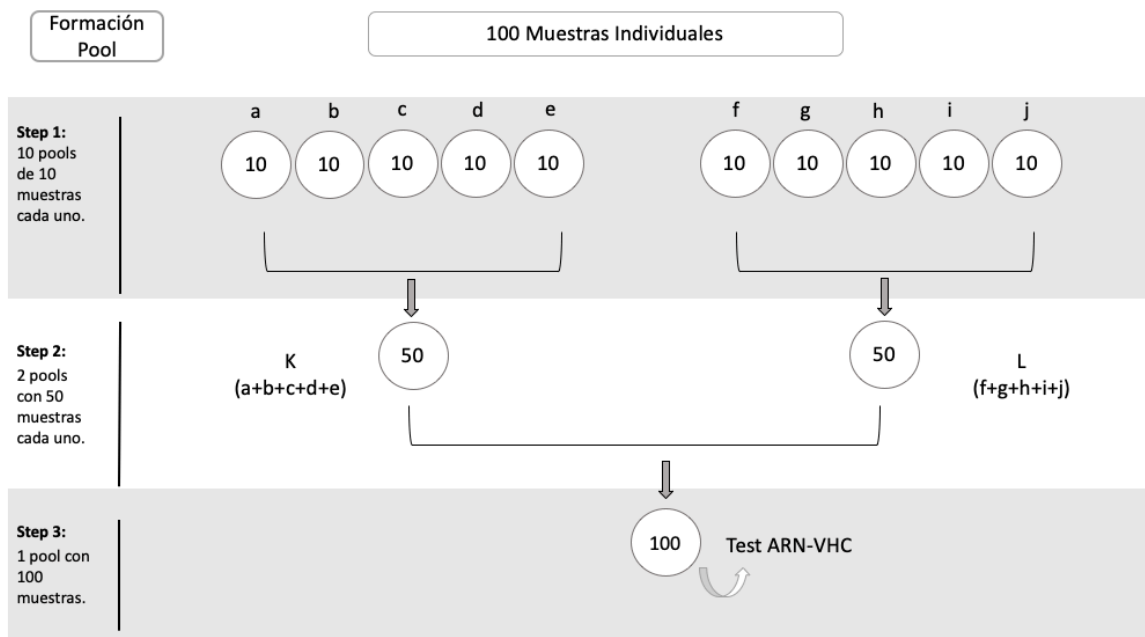 Formación
Pool
100 Muestras Individuales
Step 1:
10 pools
de 10
muestras
cada uno.
a b c d e f g h i j
10 10 10 10 10 10 10 10 10 10
Step 2:
2 pools
con 50
muestras
cada uno.
K
(a+b+c+d+e)
50
50
L
(f+g+h+i+j)
Step 3:
1 pool con
100
muestras.
100
Test ARN-VHC